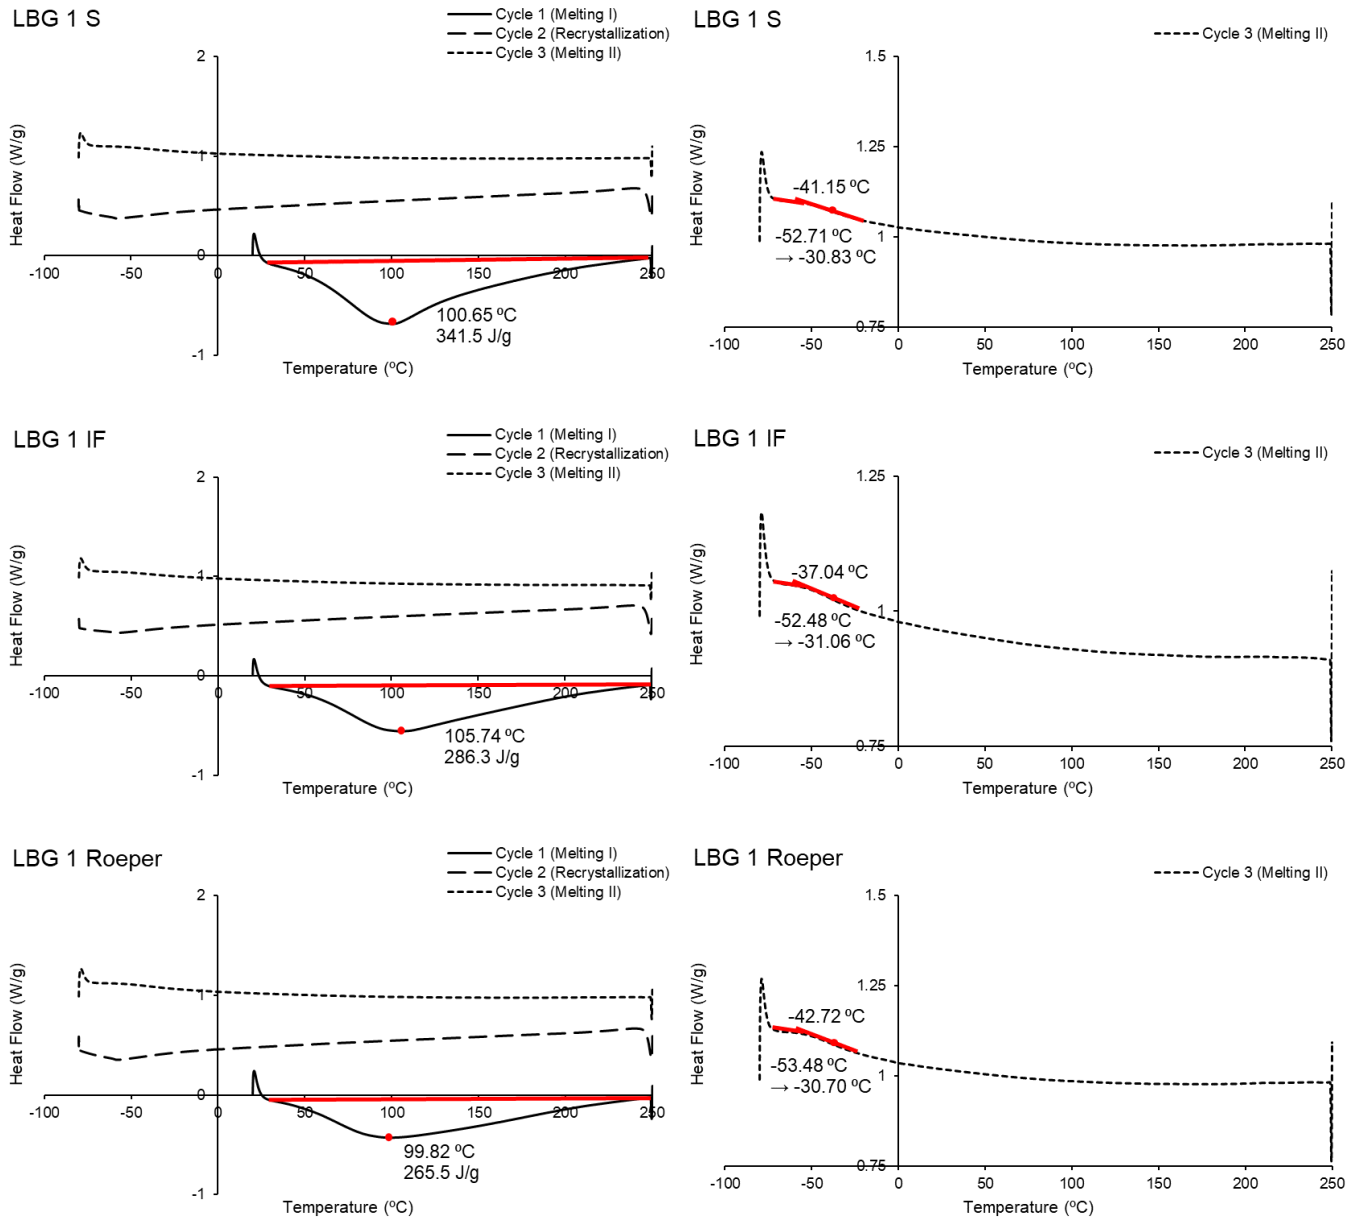 LBG 1 S
Cycle 1 (Melting I)
Cycle 2 (Recrystallization)
Cycle 3 (Melting II)
2
1
0
-1
-100
-50
0
50
100
150
200
250
Heat Flow (W/g)
Temperature (ºC)
100.65 ºC
341.5 J/g
LBG 1 S
Cycle 3 (Melting II)
1.5
1.25
1
0.75
-100
-50
0
50
100
150
200
250
Heat Flow (W/g)
Temperature (ºC)
-41.15 ºC
-52.71 ºC
→ -30.83 ºC
LBG 1 IF
Cycle 1 (Melting I)
Cycle 2 (Recrystallization)
Cycle 3 (Melting II)
2
1
0
-1
-100
-50
0
50
100
150
200
250
Heat Flow (W/g)
Temperature (ºC)
105.74 ºC
286.3 J/g
LBG 1 IF
Cycle 3 (Melting II)
1.25
1
0.75
-100
-50
0
50
100
150
200
250
Heat Flow (W/g)
Temperature (ºC)
-37.04 ºC
-52.48 ºC
→ -31.06 ºC
LBG 1 Roeper
Cycle 1 (Melting I)
Cycle 2 (Recrystallization)
Cycle 3 (Melting II)
2
1
0
-1
-100
-50
0
50
100
150
200
250
Heat Flow (W/g)
Temperature (ºC)
99.82 ºC
265.5 J/g
LBG 1 Roeper
Cycle 3 (Melting II)
1.5
1.25
1
0.75
-100
-50
0
50
100
150
200
250
Heat Flow (W/g)
Temperature (ºC)
-42.72 ºC
-53.48 ºC
→ -30.70 ºC